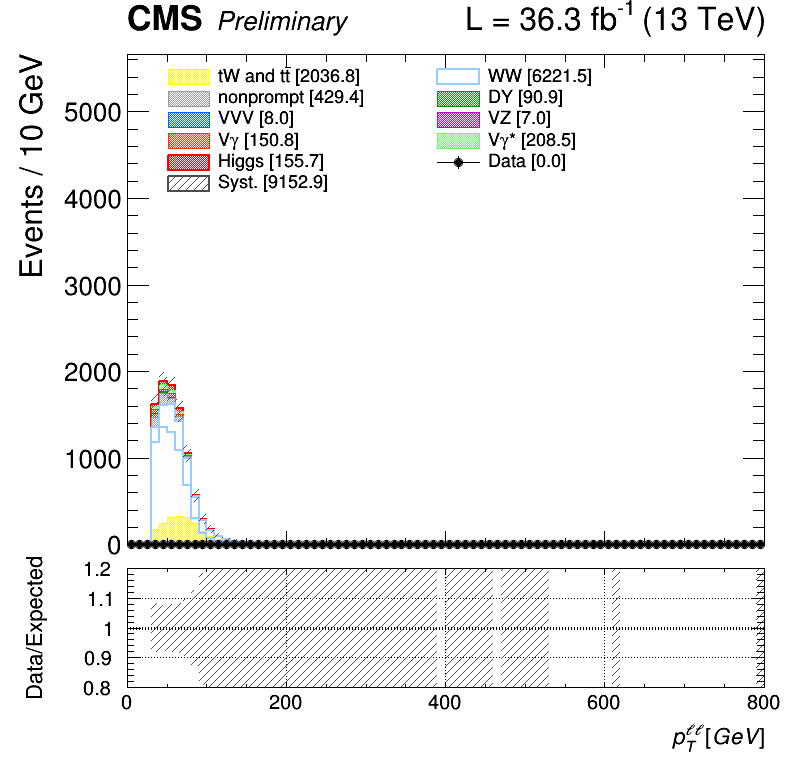 CMS Preliminary L = 36.3 fb⁻¹ (13 TeV)
Events / 10 GeV
tW and tt̄ [2036.8] WW [6221.5]
nonprompt [429.4] DY [90.9]
VVV [8.0] VZ [7.0]
Vγ [150.8] Vγ* [208.5]
Higgs [155.7] Data [0.0]
Syst. [9152.9]
5000
4000
3000
2000
1000
0
Data/Expected
1.2
1.1
1
0.9
0.8
0 200 400 600 800
p_T^ℓℓ [GeV]